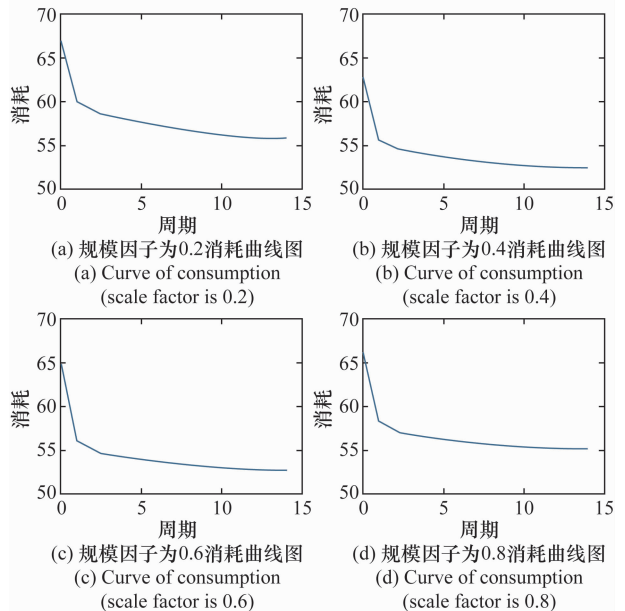 70
65
60
55
50
消耗
0
5
10
15
周期
(a) 规模因子为0.2消耗曲线图
(a) Curve of consumption
(scale factor is 0.2)
70
65
60
55
50
消耗
0
5
10
15
周期
(b) 规模因子为0.4消耗曲线图
(b) Curve of consumption
(scale factor is 0.4)
70
65
60
55
50
消耗
0
5
10
15
周期
(c) 规模因子为0.6消耗曲线图
(c) Curve of consumption
(scale factor is 0.6)
70
65
60
55
50
消耗
0
5
10
15
周期
(d) 规模因子为0.8消耗曲线图
(d) Curve of consumption
(scale factor is 0.8)